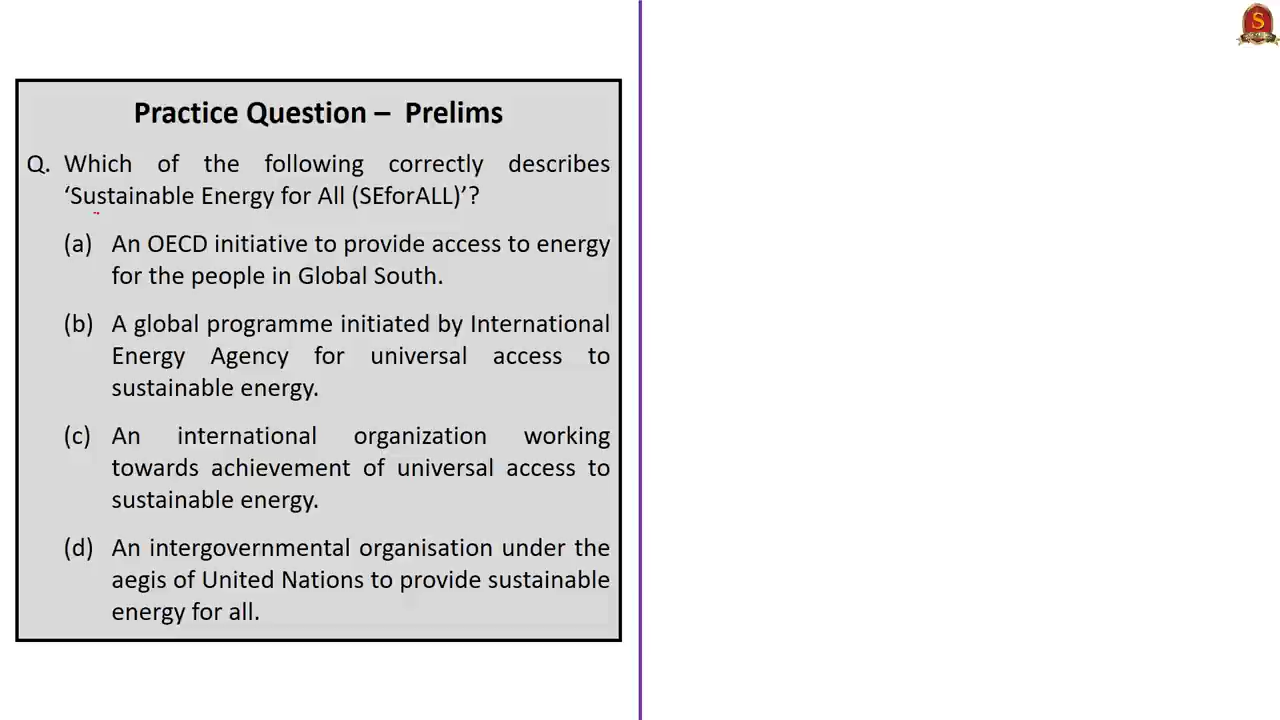 Practice Question – Prelims
Q. Which of the following correctly describes
‘Sustainable Energy for All (SEforALL)’?
(a) An OECD initiative to provide access to energy
for the people in Global South.
(b) A global programme initiated by International
Energy Agency for universal access to
sustainable energy.
(c) An international organization working
towards achievement of universal access to
sustainable energy.
(d) An intergovernmental organisation under the
aegis of United Nations to provide sustainable
energy for all.
S